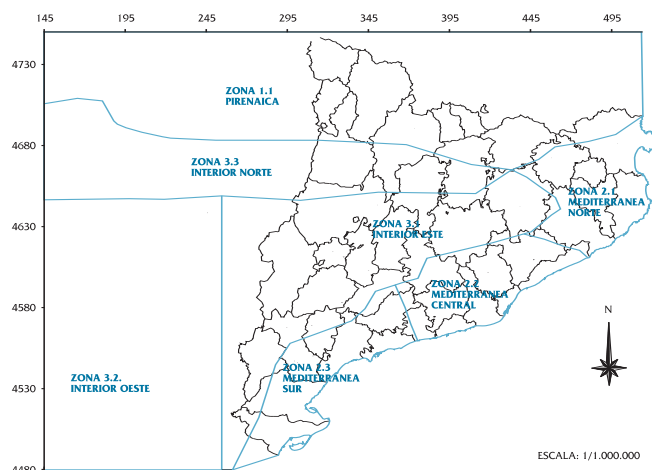 145 195 245 295 345 395 445 495
4730
ZONA 1.1
PIRENAICA
4680
ZONA 3.3
INTERIOR NORTE
ZONA 2.1
MEDITERRANEA
NORTE
4630
ZONA 3.1
INTERIOR ESTE
ZONA 2.2
MEDITERRANEA
CENTRAL
4580
N
ZONA 2.3
MEDITERRANEA
SUR
ZONA 3.2.
INTERIOR OESTE
4530
ESCALA: 1/1.000.000
4480